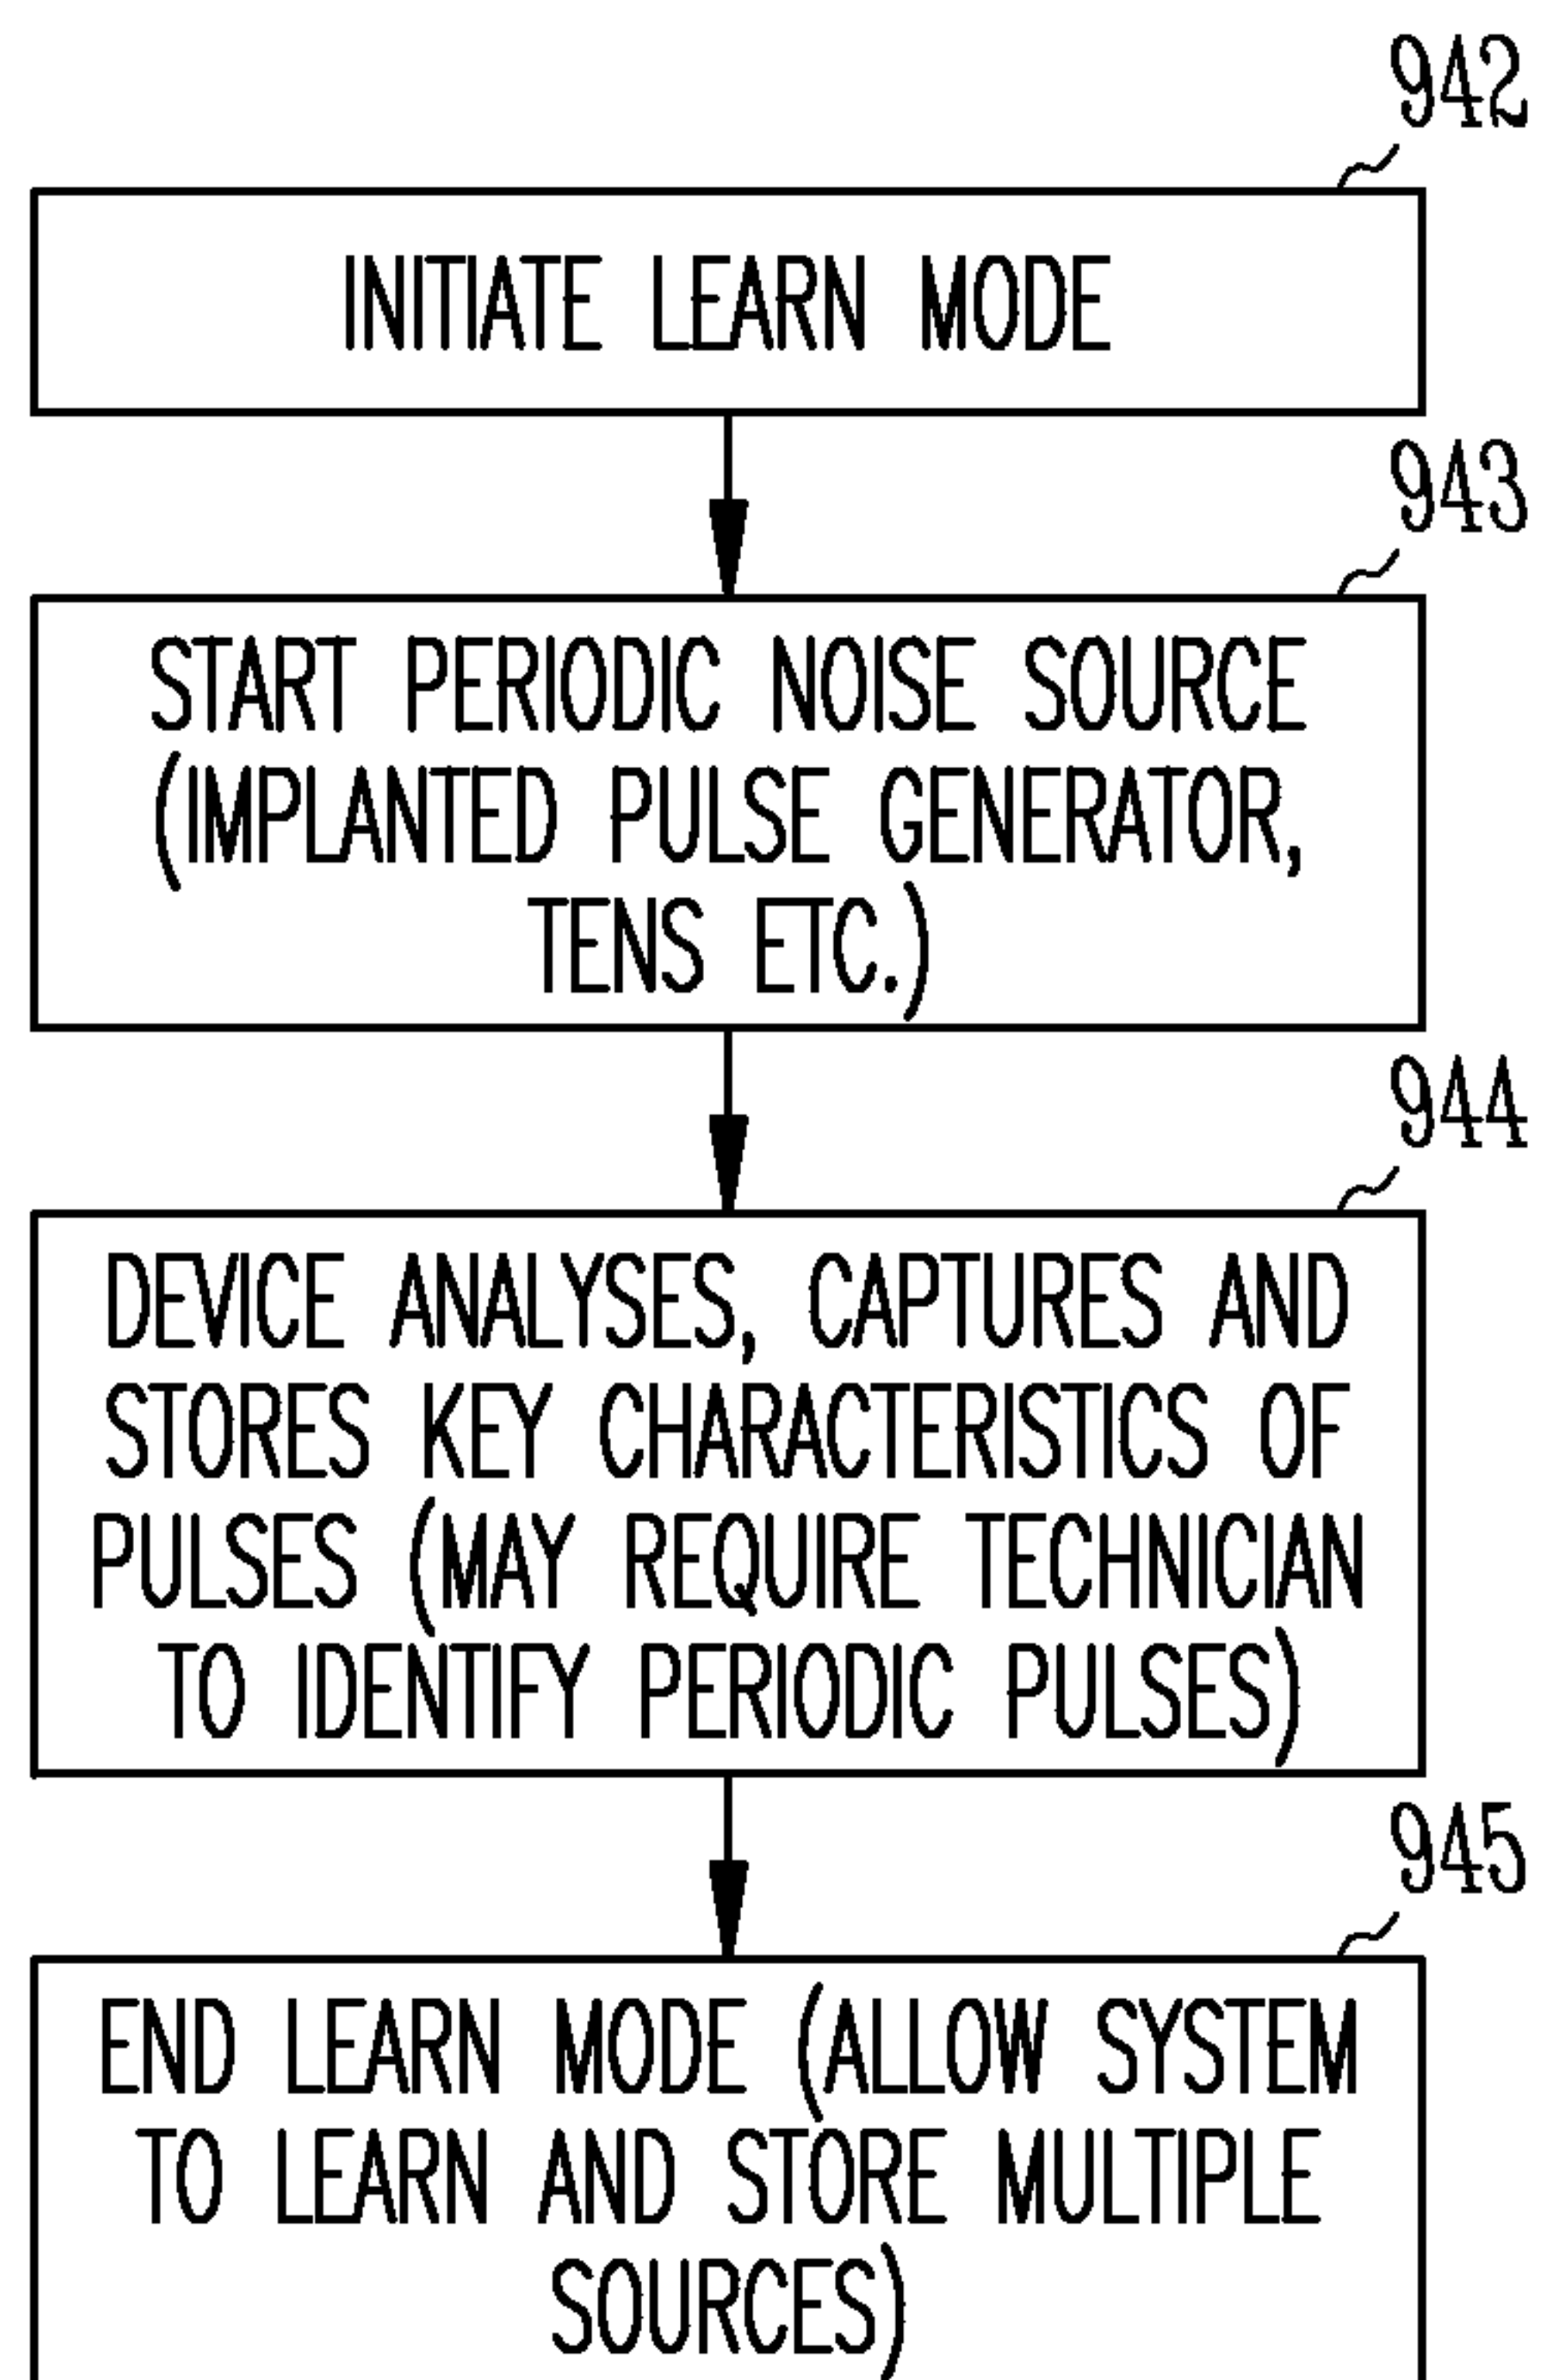 942
INITIATE LEARN MODE
943
START PERIODIC NOISE SOURCE
(IMPLANTED PULSE GENERATOR,
TENS ETC.)
944
DEVICE ANALYSES, CAPTURES AND
STORES KEY CHARACTERISTICS OF
PULSES (MAY REQUIRE TECHNICIAN
TO IDENTIFY PERIODIC PULSES)
945
END LEARN MODE (ALLOW SYSTEM
TO LEARN AND STORE MULTIPLE
SOURCES)